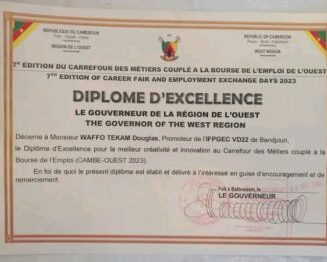 REPUBLIQUE DU CAMEROUN
Paix - Travail - Patrie
REGION DE L'OUEST
REPUBLIC OF CAMEROON
Peace - Work - Fatherland
WEST REGION
7e ÉDITION DU CARREFOUR DES MÉTIERS COUPLÉ A LA BOURSE DE L'EMPLOI DE L'OUEST
7TH EDITION OF CAREER FAIR AND EMPLOYMENT EXCHANGE DAYS 2023
DIPLOME D'EXCELLENCE
LE GOUVERNEUR DE LA RÉGION DE L'OUEST
THE GOVERNOR OF THE WEST REGION
Décerné à Monsieur WAFFO TEKAM Douglas, Promoteur de l'IFPGEC VD22 de Bandjoun;
le Diplôme d'Excellence pour la meilleur créativité et innovation au Carrefour des Métiers couplé à la
Bourse de l'Emploi (CAMBE-OUEST 2023).
En foi de quoi le présent diplôme est établi et délivré à l'intéressé en guise d'encouragement et de
remerciement.
Fait à Bafoussam, le
LE GOUVERNEUR